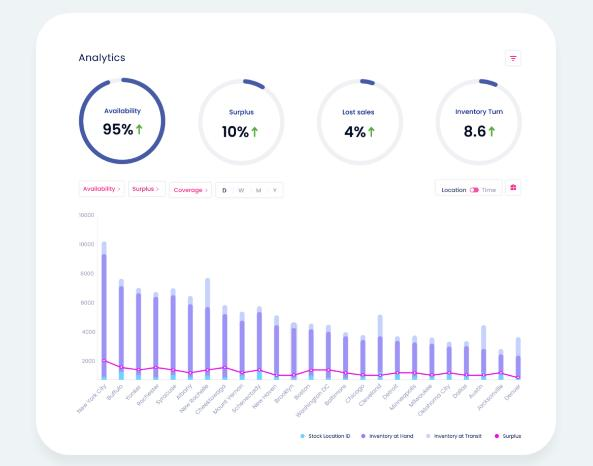 Analytics
Availability
95%
Surplus
10%
Lost sales
4%
Inventory Turn
8.6
Availability >
Surplus >
Coverage >
D
W
M
Y
Location
Time
10000
10000
8000
6000
4000
2000
New York City
Buffalo
Yonker
Rochester
Syracuse
Albany
New Rochelle
Cheektowaga
Mount Vernon
Schenectady
New Haven
Brooklyn
Boston
Washington DC
Baltimore
Chicago
Cleveland
Detroit
Minneapolis
Milwaukee
Oklahoma City
Dallas
Austin
Jacksonville
Denver
Stock Location ID
Inventory at Hand
Inventory at Transit
Surplus